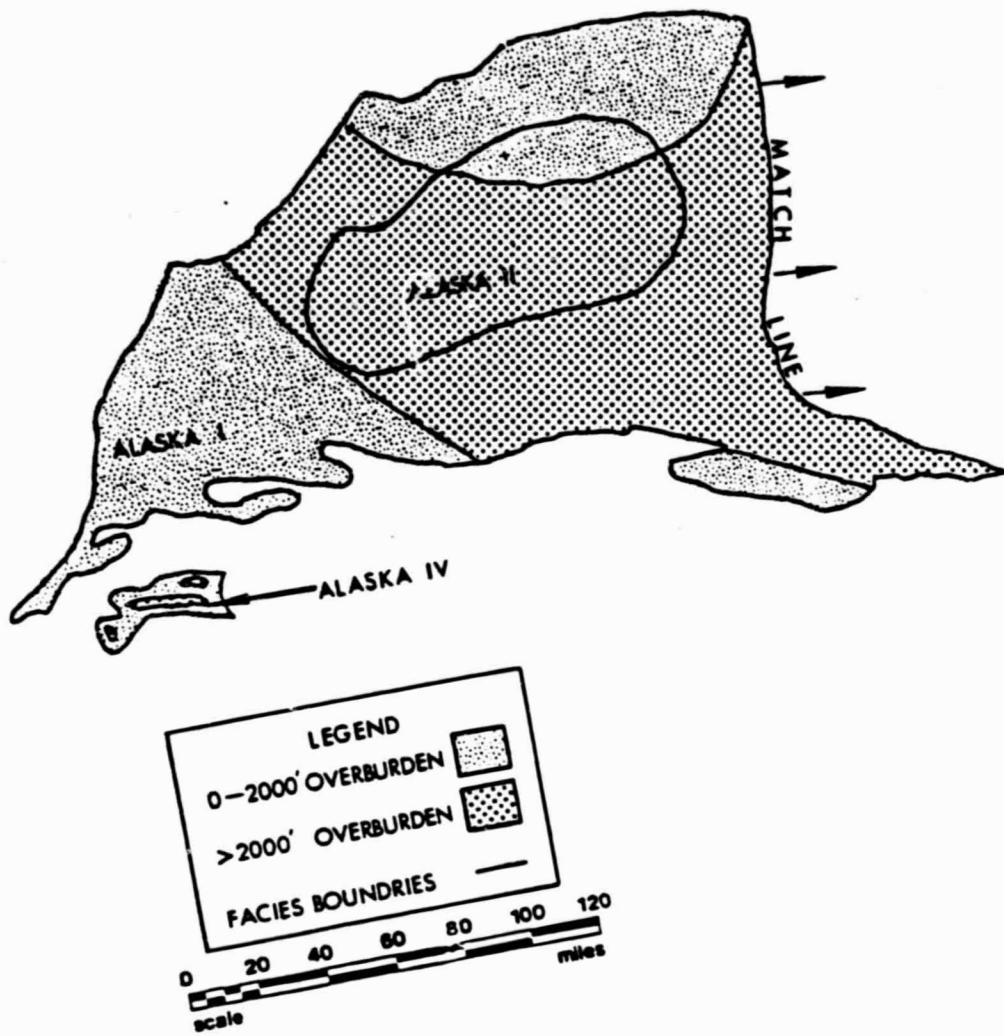 MATCH
LINE
ALASKA II
ALASKA I
ALASKA IV
LEGEND
0-2000' OVERBURDEN
>2000' OVERBURDEN
FACIES BOUNDRIES
0 20 40 60 80 100 120
scale
miles